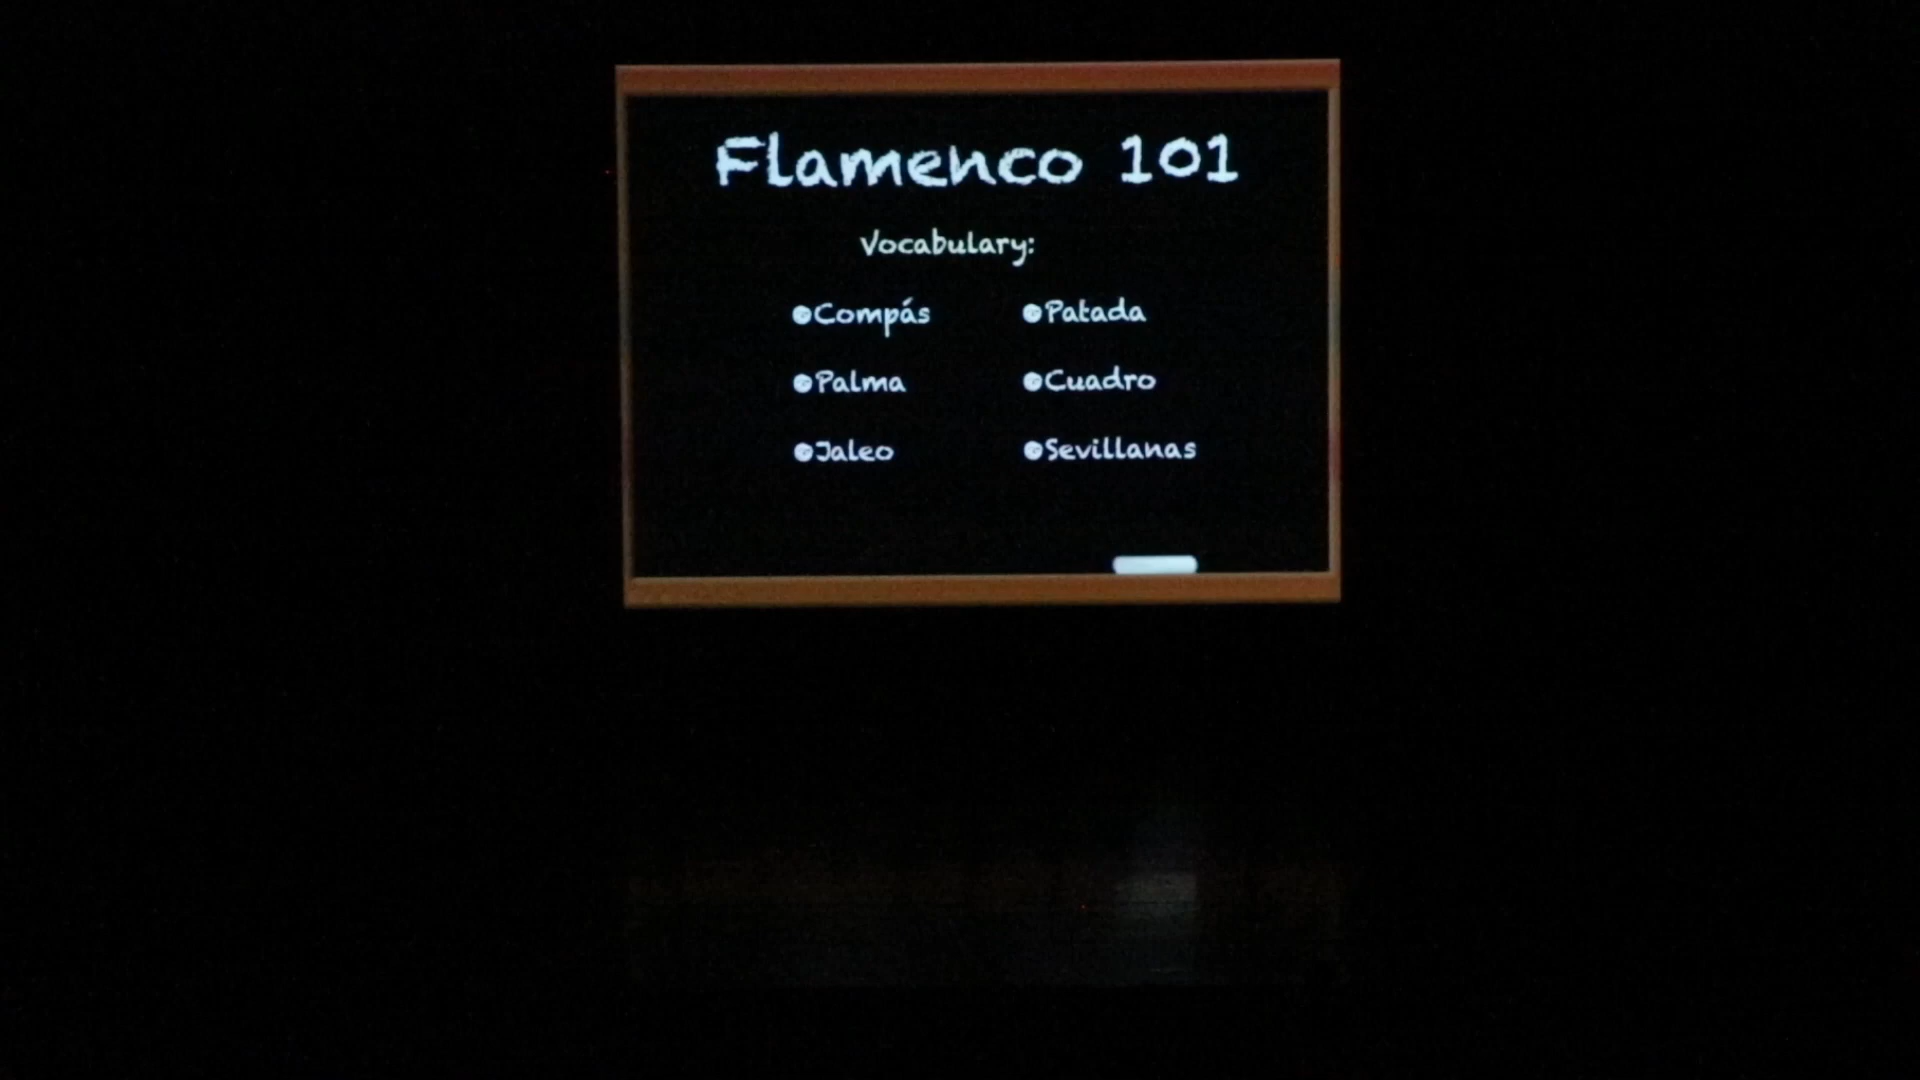 Flamenco 101
Vocabulary:
•Compás
•Palma
•Jaleo
•Patada
•Cuadro
•Sevillanas